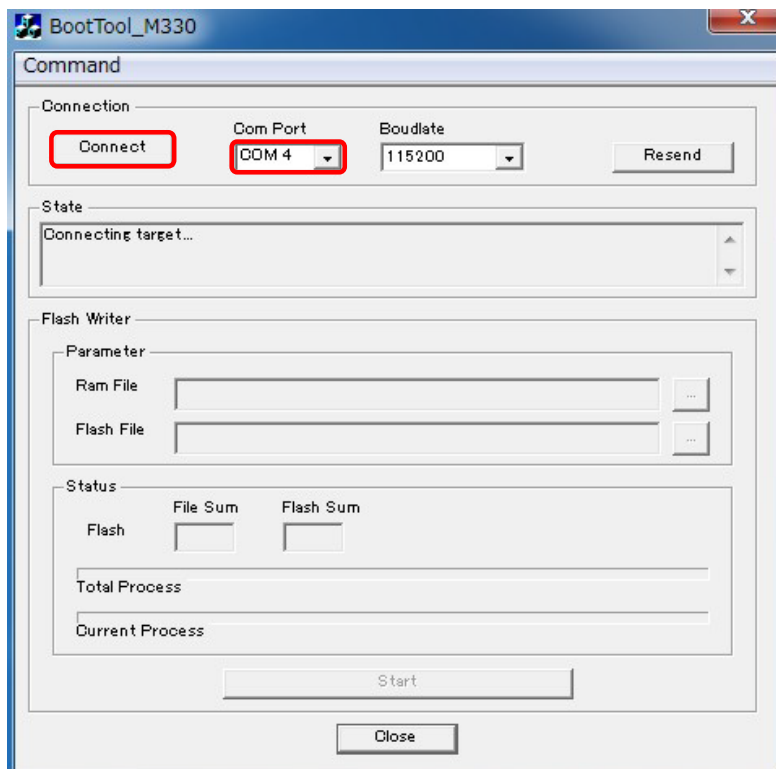 BootTool_M330
Command
Connection
Connect
Com Port
COM 4
Boudlate
115200
Resend
State
Connecting target...
Flash Writer
Parameter
Ram File
...
Flash File
...
Status
File Sum
Flash Sum
Flash
Total Process
Current Process
Start
Close